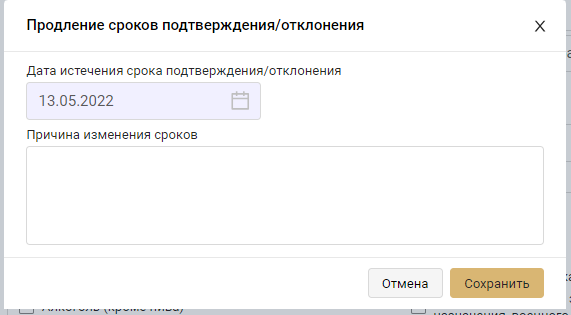 Продление сроков подтверждения/отклонения
Дата истечения срока подтверждения/отклонения
13.05.2022
Причина изменения сроков
Отмена
Сохранить